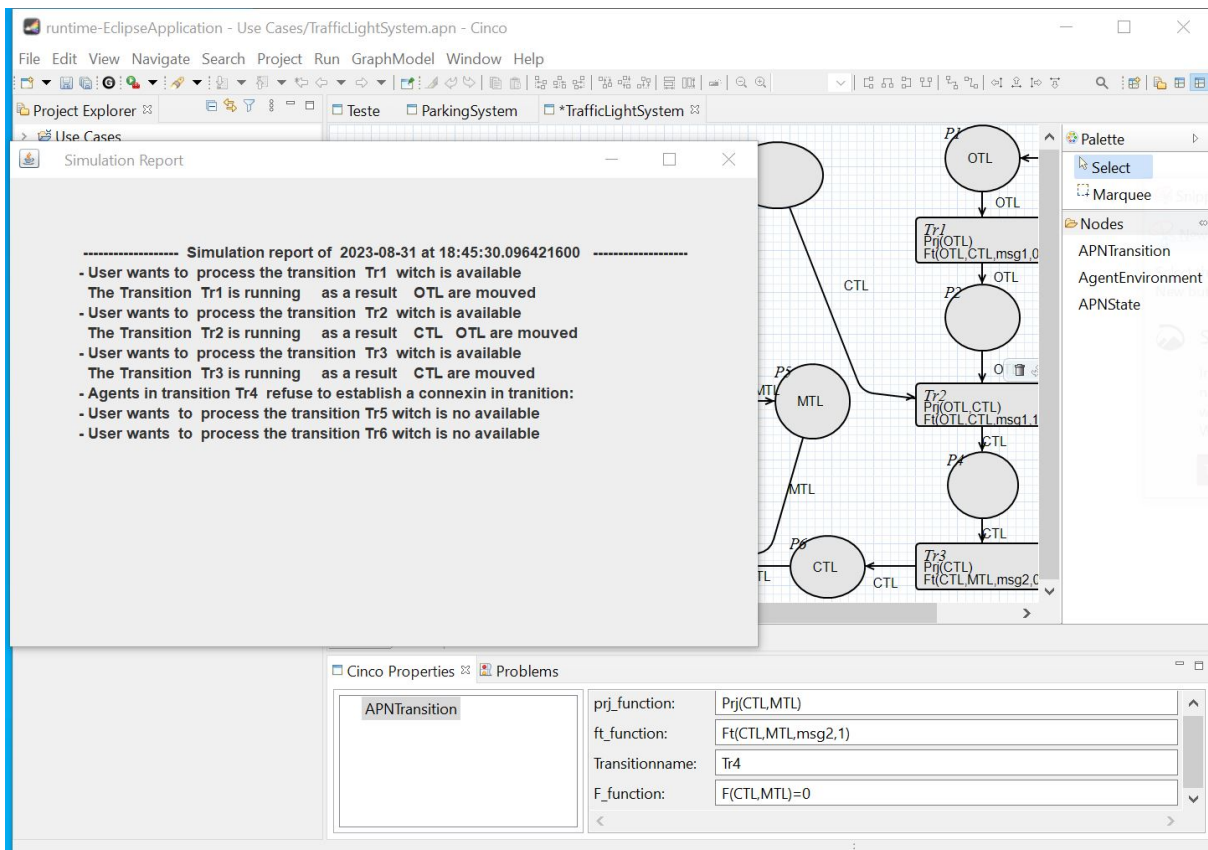 runtime-EclipseApplication - Use Cases/TrafficLightSystem.apn - Cinco
File Edit View Navigate Search Project Run GraphModel Window Help
Project Explorer
Teste
ParkingSystem
*TrafficLightSystem
Use Cases
Simulation Report
------------------- Simulation report of 2023-08-31 at 18:45:30.096421600 -------------------
- User wants to process the transition Tr1 witch is available
The Transition Tr1 is running as a result OTL are mouved
- User wants to process the transition Tr2 witch is available
The Transition Tr2 is running as a result CTL OTL are mouved
- User wants to process the transition Tr3 witch is available
The Transition Tr3 is running as a result CTL are mouved
- Agents in transition Tr4 refuse to establish a connexin in tranition:
- User wants to process the transition Tr5 witch is no available
- User wants to process the transition Tr6 witch is no available
P1
OTL
OTL
Tr1
Prj(OTL)
Ft(OTL,CTL,msg1,0
OTL
CTL
P2
P5
MTL
MTL
O
Tr2
Prj(OTL,CTL)
Ft(OTL,CTL,msg1,1
CTL
P4
MTL
CTL
P6
CTL
TL
CTL
Tr3
Prj(CTL)
Ft(CTL,MTL,msg2,0
Palette
Select
Marquee
Nodes
APNTransition
AgentEnvironment
APNState
Cinco Properties
Problems
APNTransition
prj_function: Prj(CTL,MTL)
ft_function: Ft(CTL,MTL,msg2,1)
Transitionname: Tr4
F_function: F(CTL,MTL)=0